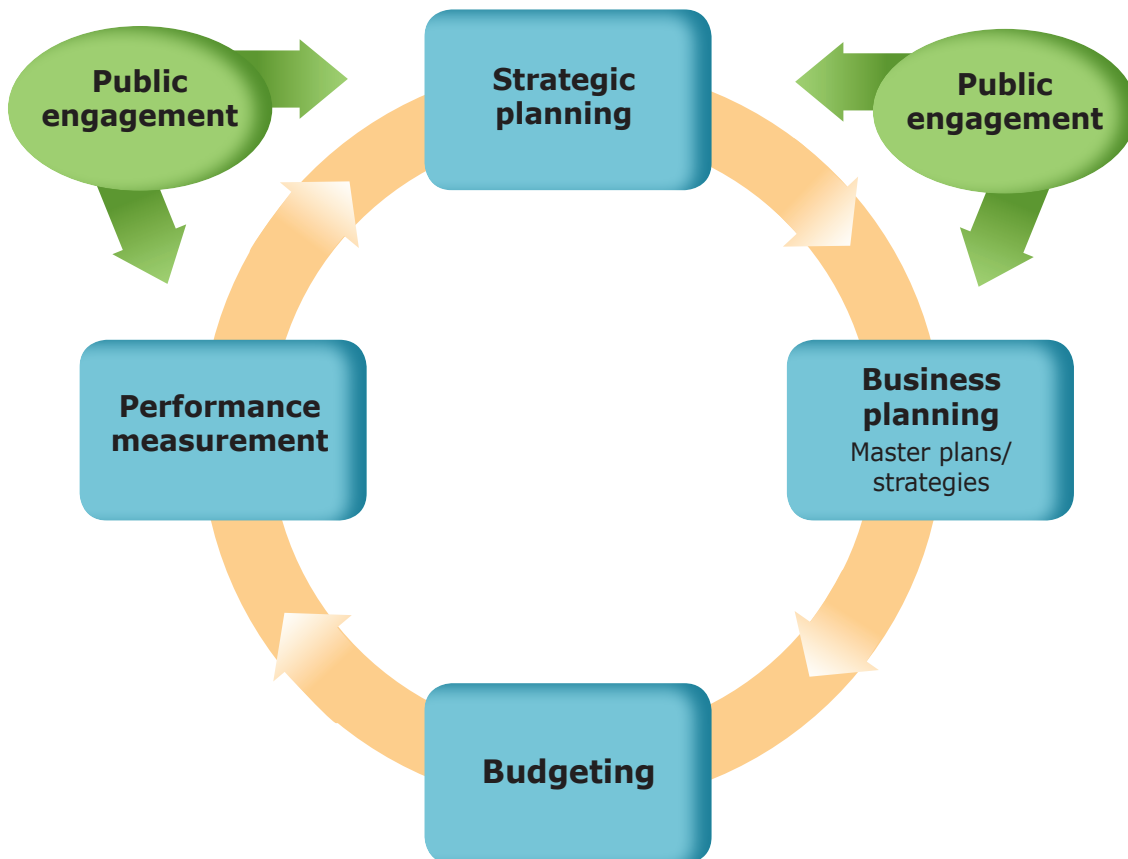 Public
engagement
Strategic
planning
Public
engagement
Performance
measurement
Business
planning
Master plans/
strategies
Budgeting